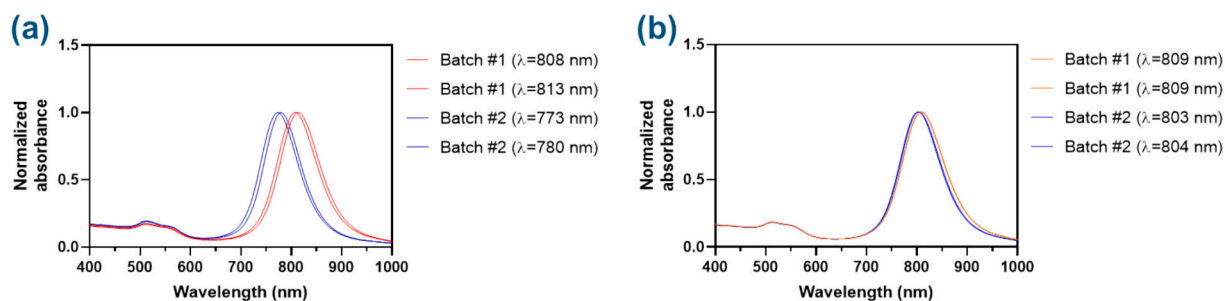 (a)
1.5
1.0
0.5
0.0
Normalized
absorbance
400 500 600 700 800 900 1000
Wavelength (nm)
Batch #1 (λ=808 nm)
Batch #1 (λ=813 nm)
Batch #2 (λ=773 nm)
Batch #2 (λ=780 nm)
(b)
1.5
1.0
0.5
0.0
Normalized
absorbance
400 500 600 700 800 900 1000
Wavelength (nm)
Batch #1 (λ=809 nm)
Batch #1 (λ=809 nm)
Batch #2 (λ=803 nm)
Batch #2 (λ=804 nm)